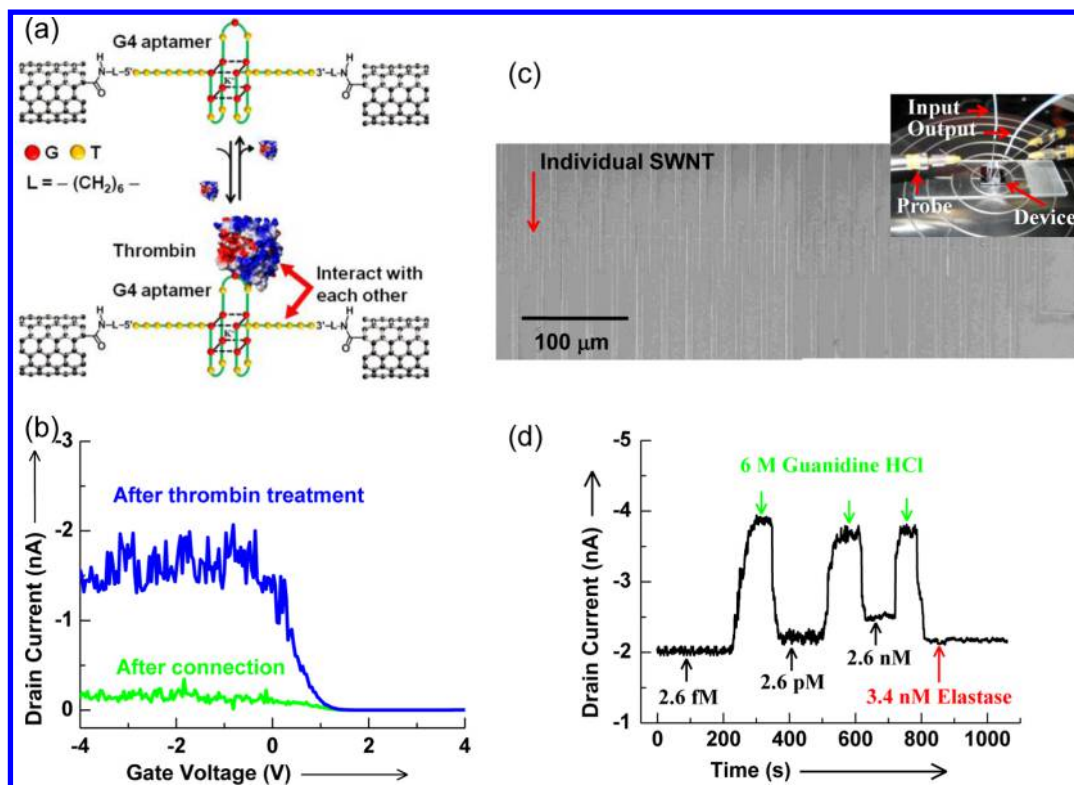 (a)
G4 aptamer
H
N-L-5'
3'-L-N
H
O
K⁺
O
G T
L = – (CH₂)₆ –
Thrombin
G4 aptamer
Interact with
each other
H
N-L-5'
3'-L-N
H
O
K⁺
O
(b)
-3
-2
-1
0
Drain Current (nA)
After thrombin treatment
After connection
-4
-2
0
2
4
Gate Voltage (V)
(c)
Individual SWNT
100 μm
Input
Output
Probe
Device
(d)
-5
-4
-3
-2
-1
Drain Current (nA)
6 M Guanidine HCl
2.6 fM
2.6 pM
2.6 nM
3.4 nM Elastase
0
200
400
600
800
1000
Time (s)